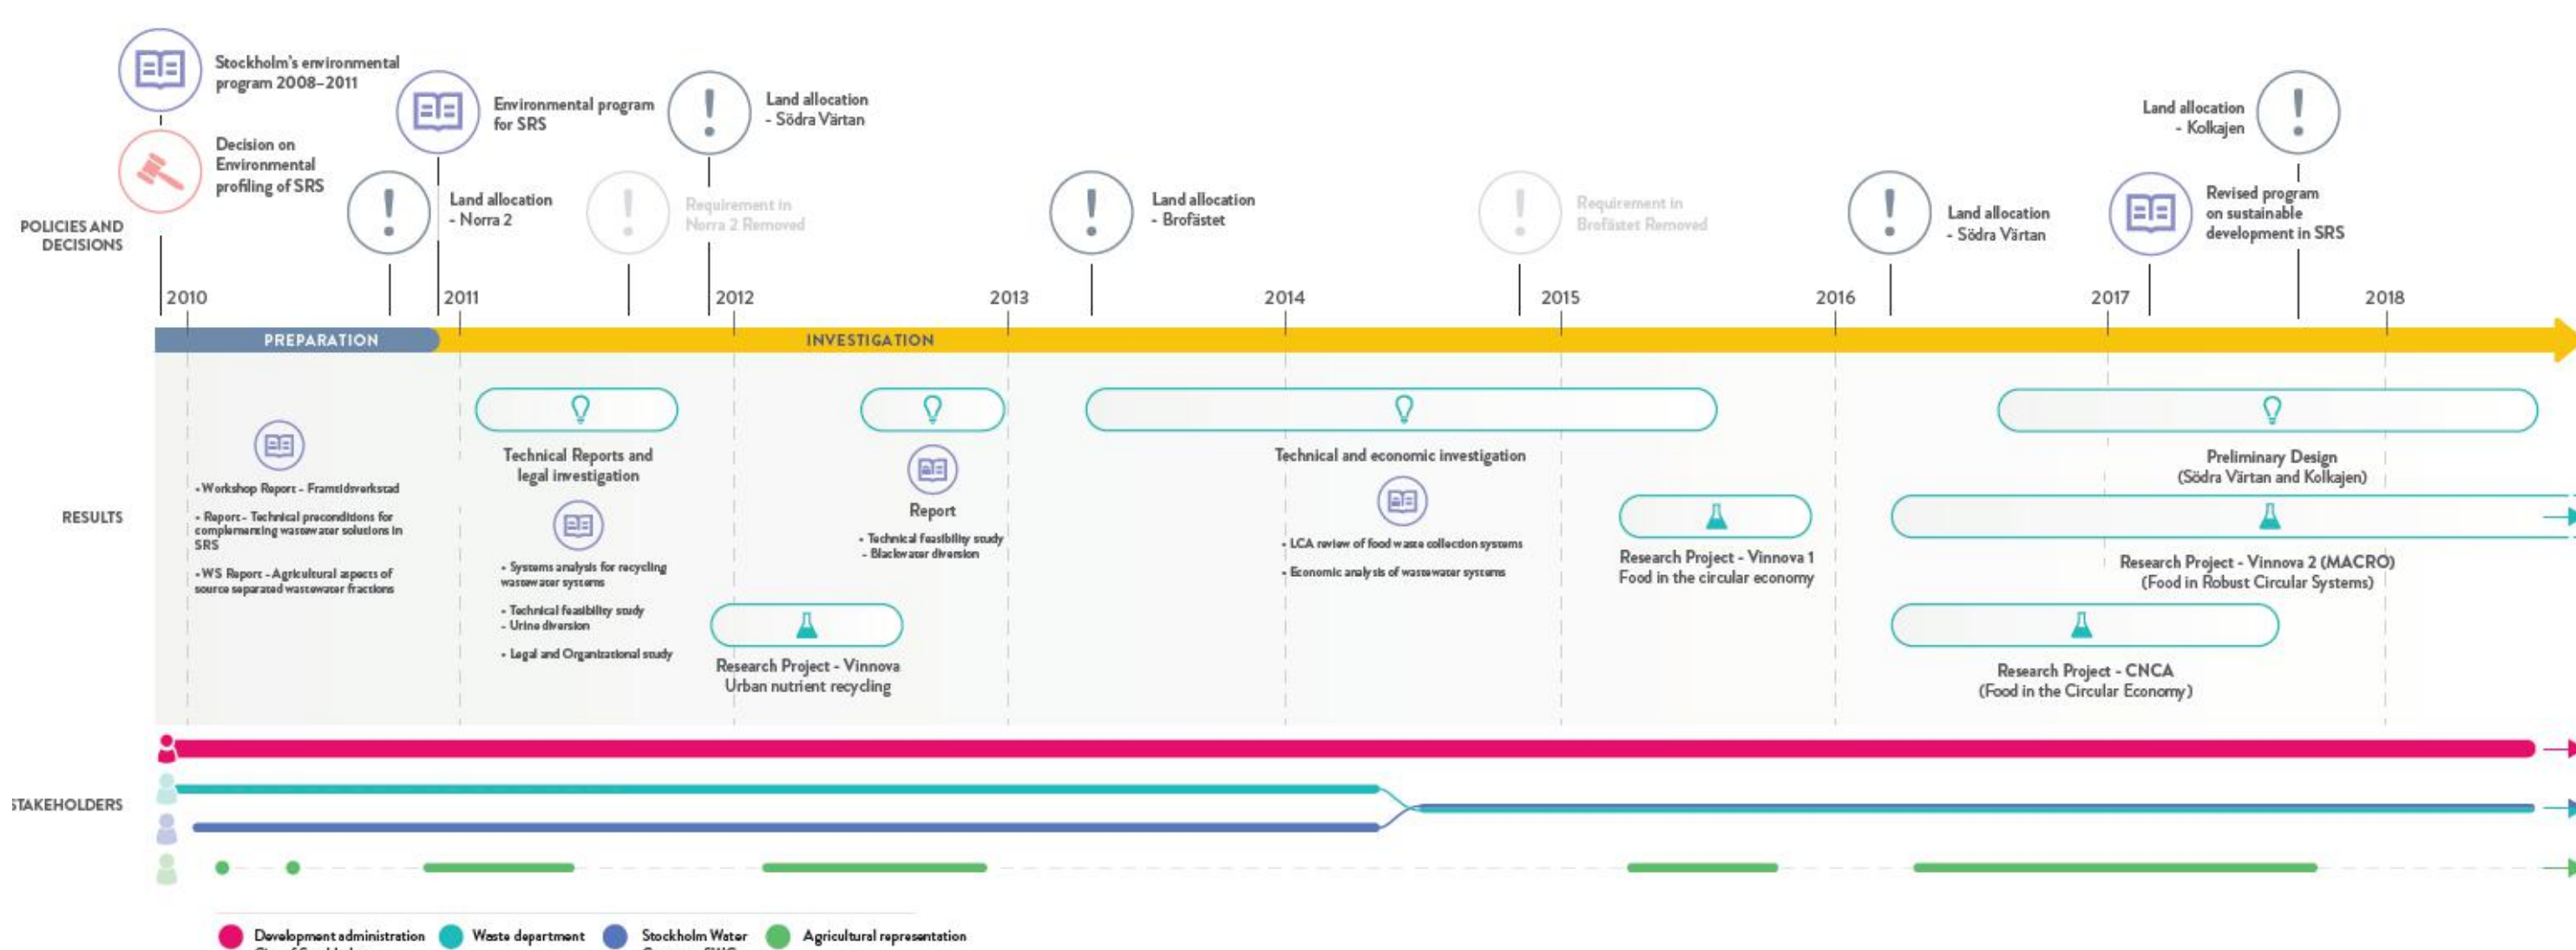 Stockholm's environmental
program 2008–2011
Decision on
Environmental
profiling of SRS
Environmental program
for SRS
Land allocation
- Norra 2
Land allocation
- Södra Värtan
Requirement in
Norra 2 Removed
Land allocation
- Brofästet
Requirement in
Brofästet Removed
Land allocation
- Södra Värtan
Land allocation
- Kolkajen
Revised program
on sustainable
development in SRS
POLICIES AND
DECISIONS
2010
2011
2012
2013
2014
2015
2016
2017
2018
PREPARATION
INVESTIGATION
RESULTS
• Workshop Report - Framtidsverkstad
• Report - Technical preconditions for
complementing wastewater solutions in
SRS
• WS Report - Agricultural aspects of
source separated wastewater fractions
Technical Reports and
legal investigation
• Systems analysis for recycling
wastewater systems
• Technical feasibility study
- Urine diversion
• Legal and Organizational study
Report
• Technical feasibility study
- Blackwater diversion
Research Project - Vinnova
Urban nutrient recycling
Technical and economic investigation
• LCA review of food waste collection systems
• Economic analysis of wastewater systems
Research Project - Vinnova 1
Food in the circular economy
Preliminary Design
(Södra Värtan and Kolkajen)
Research Project - Vinnova 2 (MACRO)
(Food in Robust Circular Systems)
Research Project - CNCA
(Food in the Circular Economy)
STAKEHOLDERS
Development administration
Waste department
Stockholm Water
Agricultural representation